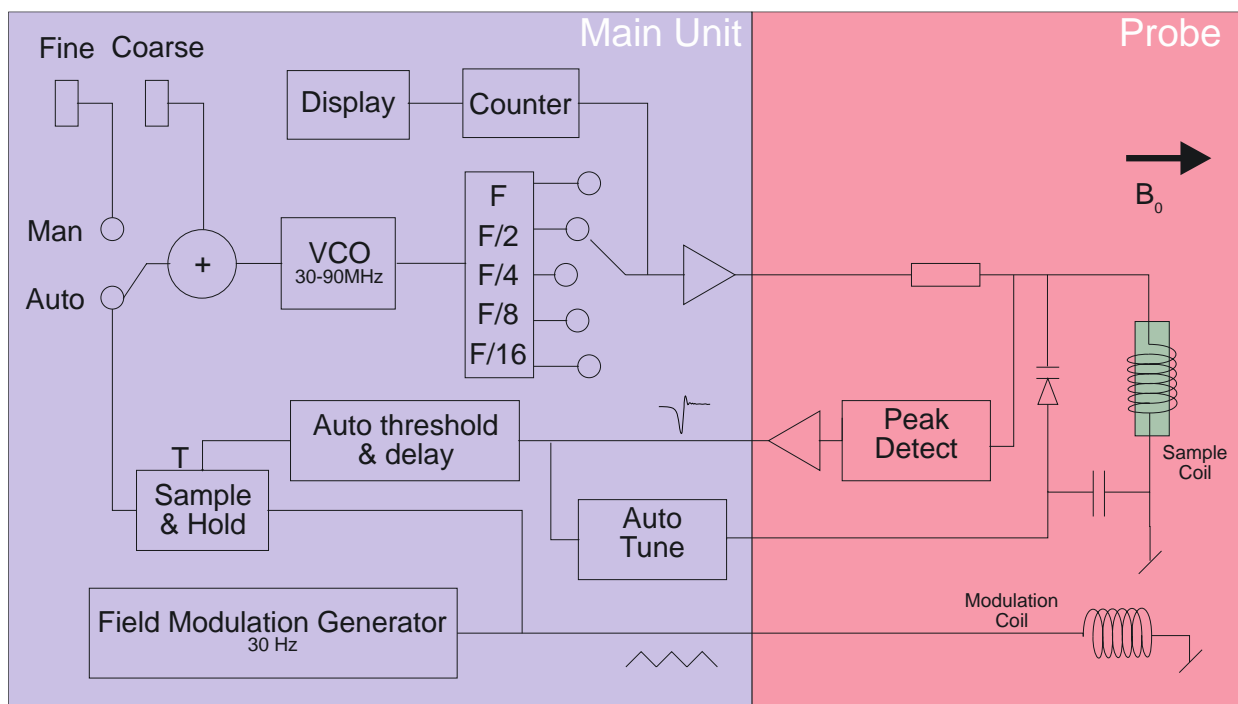 Main Unit
Probe
Fine
Coarse
Display
Counter
B0
Man
Auto
+
VCO
30-90MHz
F
F/2
F/4
F/8
F/16
Auto threshold
& delay
Peak
Detect
Sample
Coil
T
Sample
& Hold
Auto
Tune
Field Modulation Generator
30 Hz
Modulation
Coil